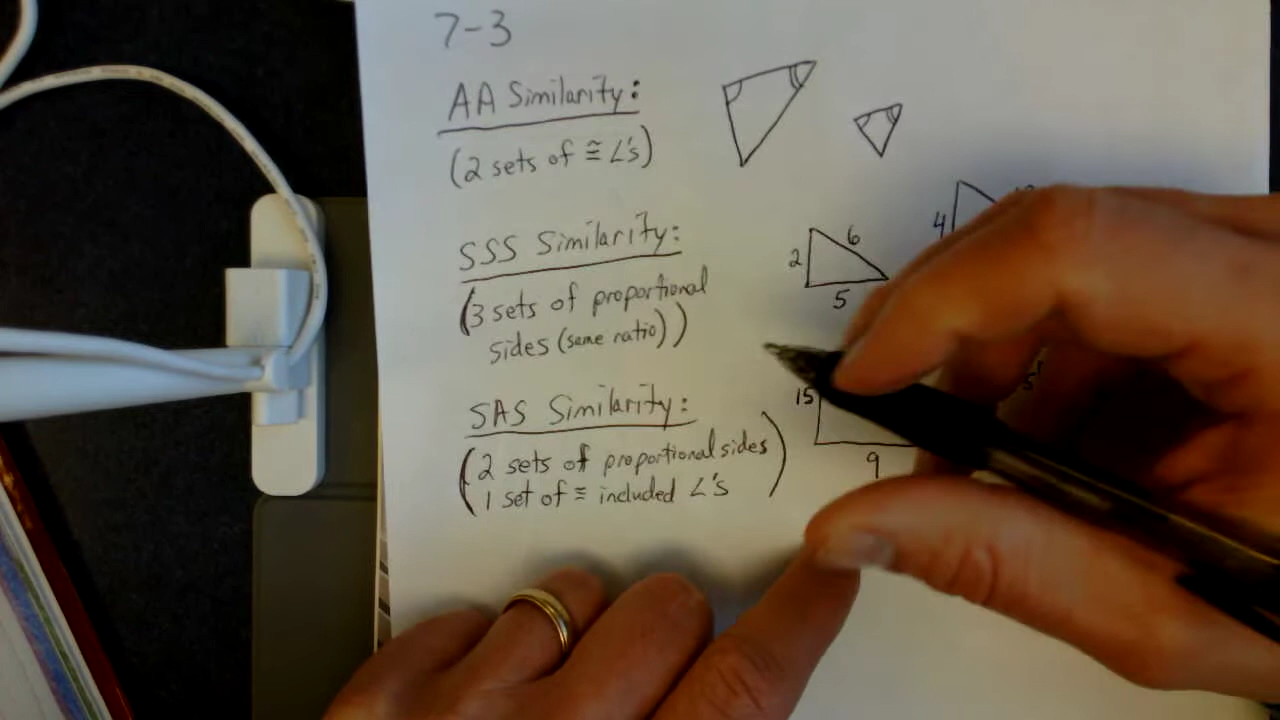 7-3
AA Similarity:
(2 sets of ≅ ∠'s)
SSS Similarity:
(3 sets of proportional
sides (same ratio))
SAS Similarity:
(2 sets of proportional sides
1 set of ≅ included ∠'s)
2
6
5
4
15
9